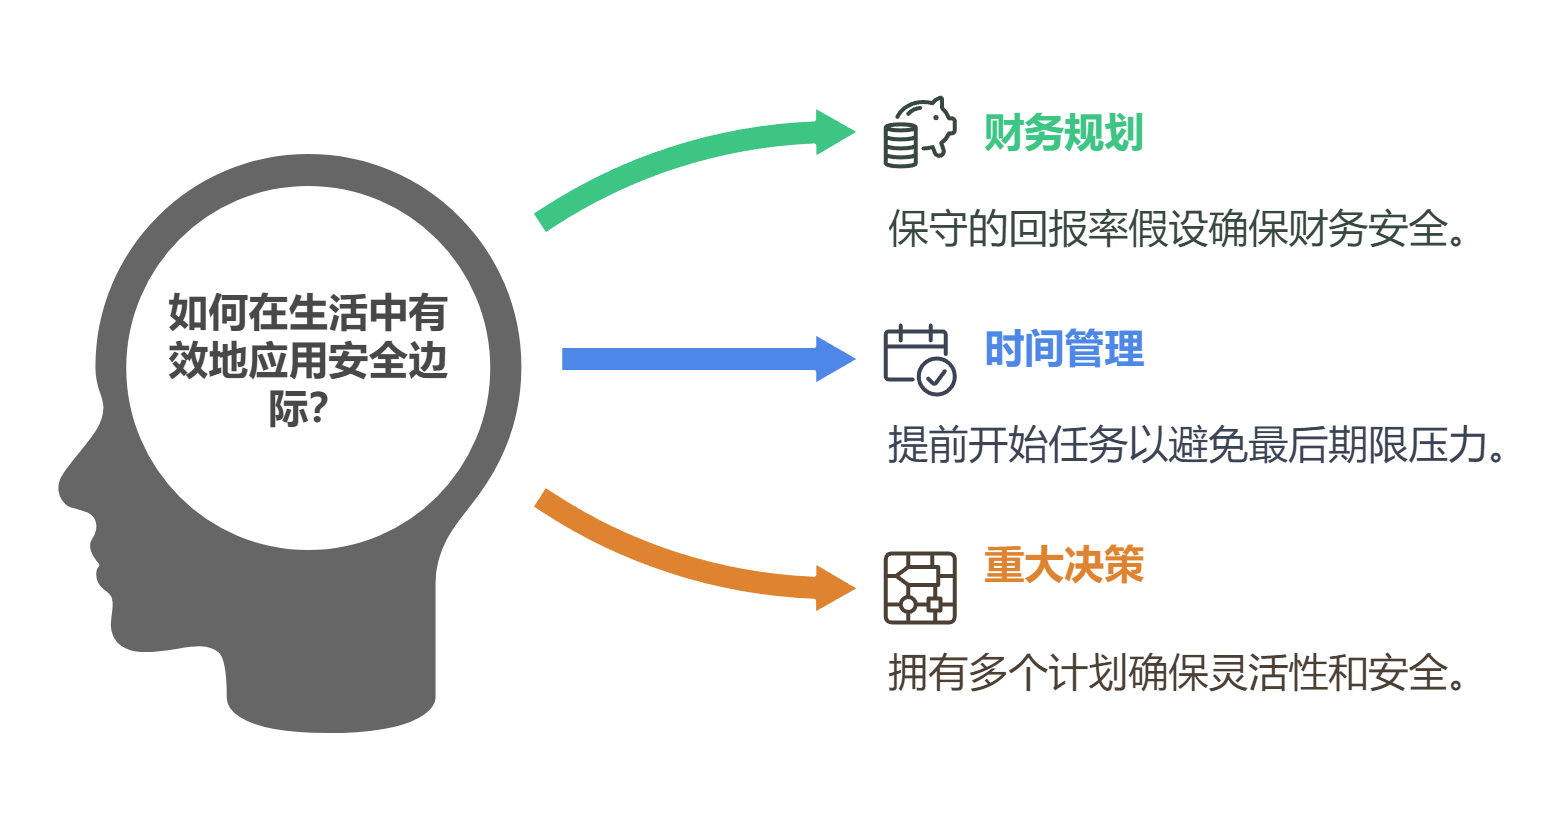 如何在生活中有
效地应用安全边
际？
财务规划
保守的回报率假设确保财务安全。
时间管理
提前开始任务以避免最后期限压力。
重大决策
拥有多个计划确保灵活性和安全。